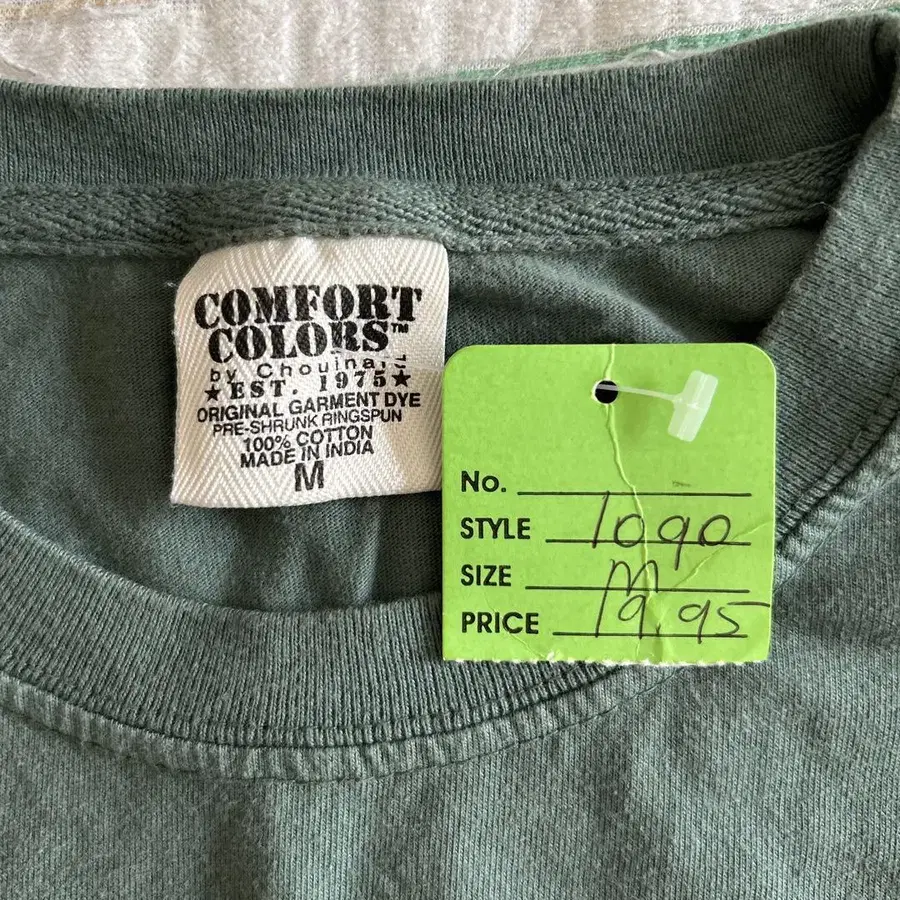 COMFORT
COLORS™
by Chouinard
★ EST. 1975 ★
ORIGINAL GARMENT DYE
PRE-SHRUNK RINGSPUN
100% COTTON
MADE IN INDIA
M
No.
STYLE 1090
SIZE M
PRICE 19.95